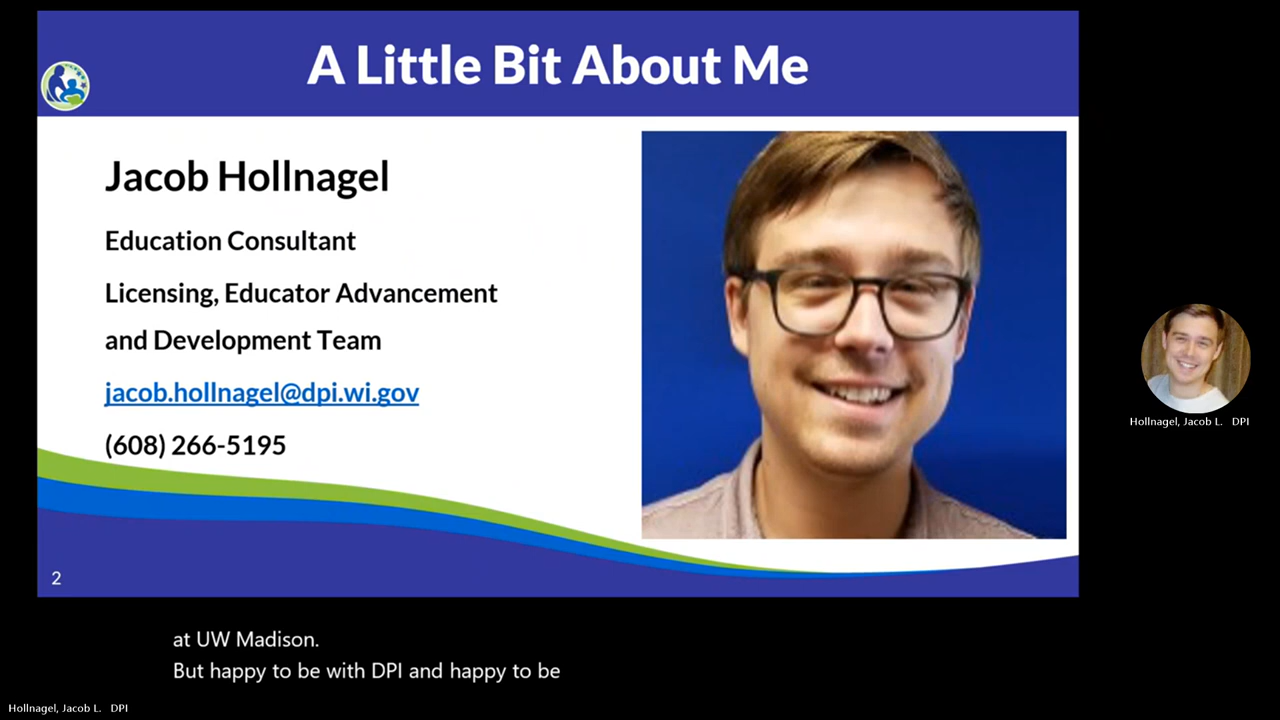 A Little Bit About Me
Jacob Hollnagel
Education Consultant
Licensing, Educator Advancement
and Development Team
jacob.hollnagel@dpi.wi.gov
(608) 266-5195
2
Hollnagel, Jacob L. DPI
at UW Madison.
But happy to be with DPI and happy to be
Hollnagel, Jacob L. DPI